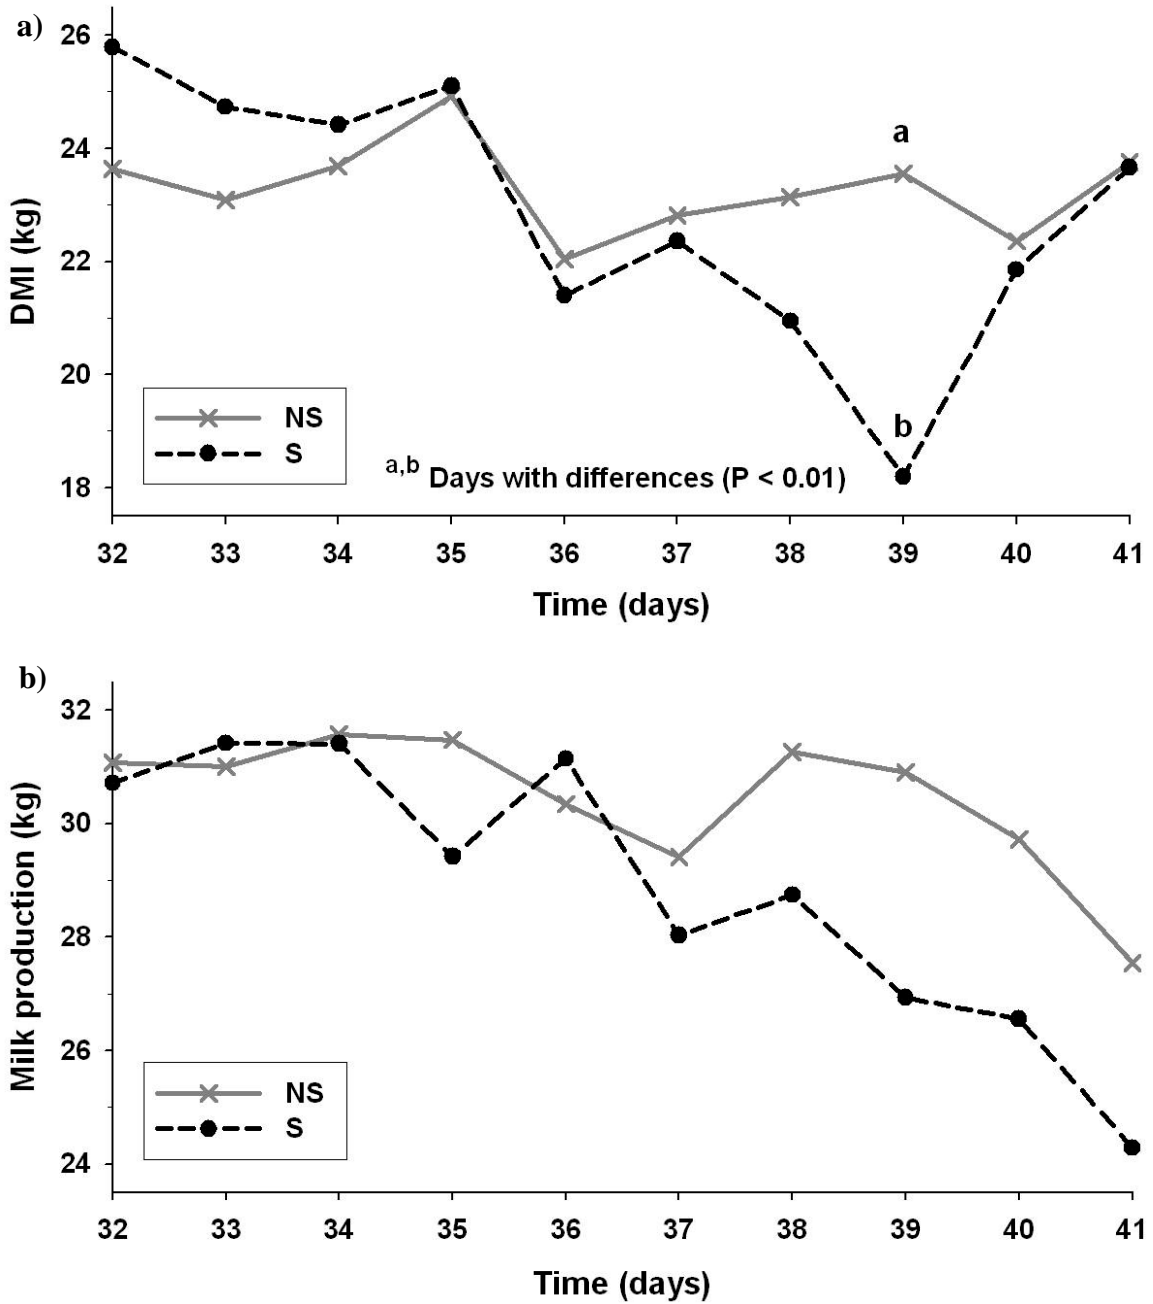 a)
26
24
22
20
18
DMI (kg)
a
b
NS
S
a,b Days with differences (P < 0.01)
32 33 34 35 36 37 38 39 40 41
Time (days)
b)
32
30
28
26
24
Milk production (kg)
NS
S
32 33 34 35 36 37 38 39 40 41
Time (days)